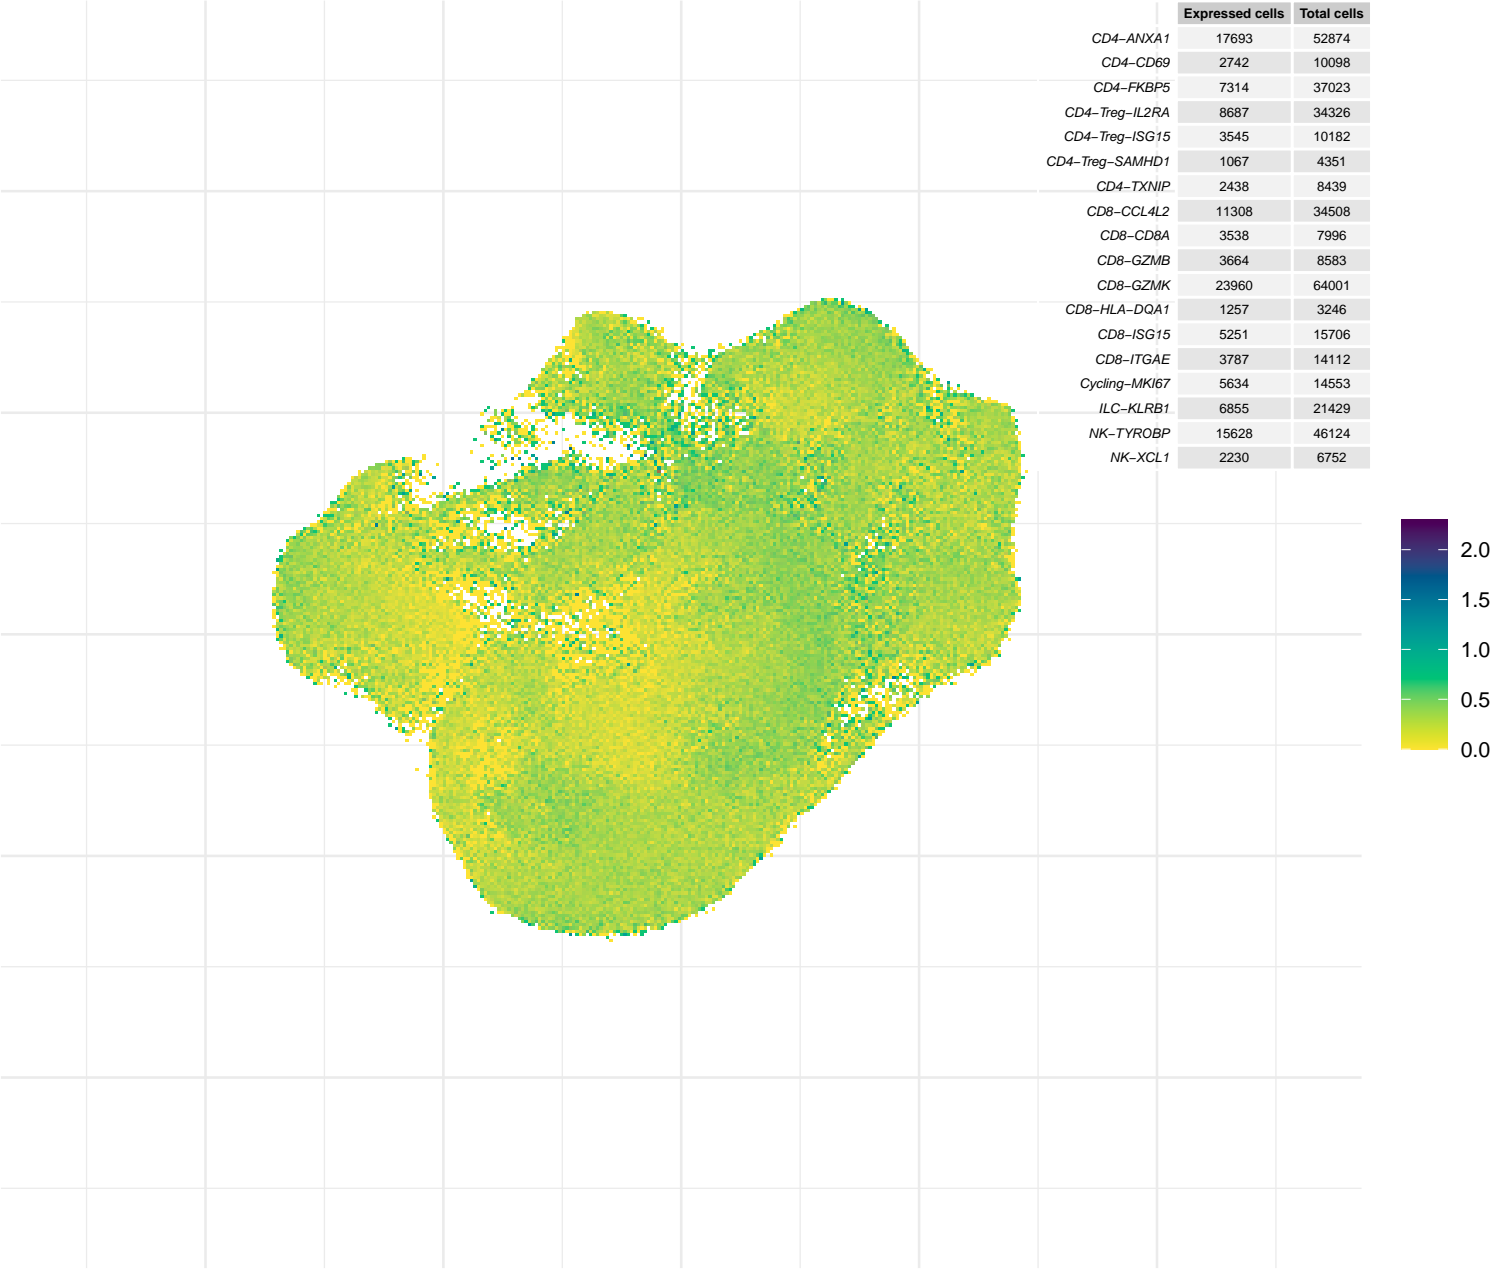 Expressed cells Total cells
CD4−ANXA1 17693 52874
CD4−CD69 2742 10098
CD4−FKBP5 7314 37023
CD4−Treg−IL2RA 8687 34326
CD4−Treg−ISG15 3545 10182
CD4−Treg−SAMHD1 1067 4351
CD4−TXNIP 2438 8439
CD8−CCL4L2 11308 34508
CD8−CD8A 3538 7996
CD8−GZMB 3664 8583
CD8−GZMK 23960 64001
CD8−HLA−DQA1 1257 3246
CD8−ISG15 5251 15706
CD8−ITGAE 3787 14112
Cycling−MKI67 5634 14553
ILC−KLRB1 6855 21429
NK−TYROBP 15628 46124
NK−XCL1 2230 6752
2.0
1.5
1.0
0.5
0.0